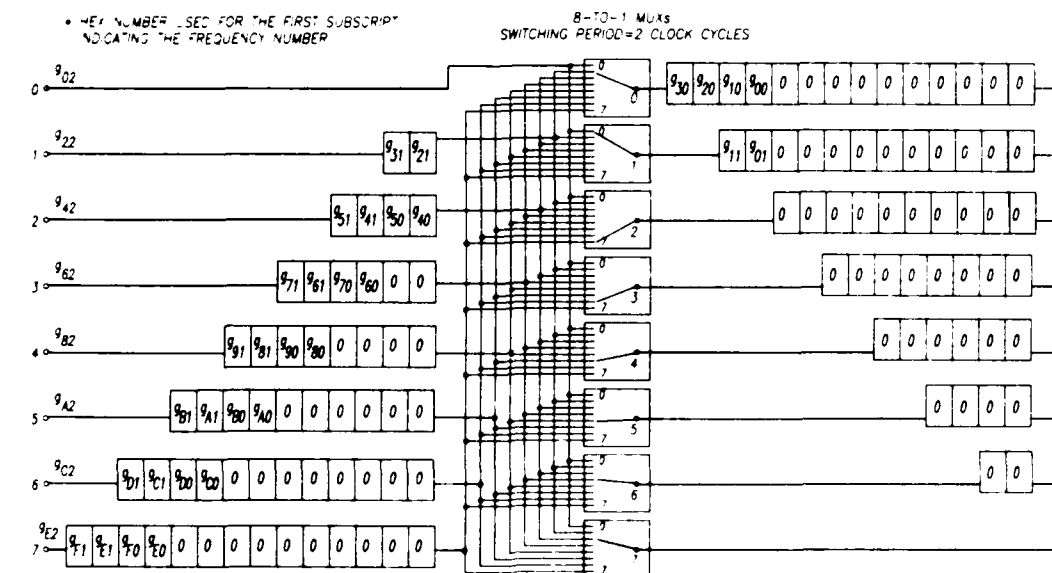 • HEX NUMBER USED FOR THE FIRST SUBSCRIPT
INDICATING THE FREQUENCY NUMBER
8-TO-1 MUXs
SWITCHING PERIOD=2 CLOCK CYCLES
0 g02 0 7 0 g30 g20 g10 g00 0 0 0 0 0 0 0 0 0 0
1 g22 g31 g21 0 7 1 g11 g01 0 0 0 0 0 0 0 0 0 0
2 g42 g51 g41 g50 g40 0 7 2 0 0 0 0 0 0 0 0 0 0
3 g62 g71 g61 g70 g60 0 0 0 7 3 0 0 0 0 0 0 0 0
4 g82 g91 g81 g90 g80 0 0 0 0 0 7 4 0 0 0 0 0 0
5 gA2 gB1 gA1 gB0 gA0 0 0 0 0 0 0 0 7 5 0 0 0 0
6 gC2 gD1 gC1 gD0 gC0 0 0 0 0 0 0 0 0 0 7 6 0 0
7 gE2 gF1 gE1 gF0 gE0 0 0 0 0 0 0 0 0 0 0 0 7 7